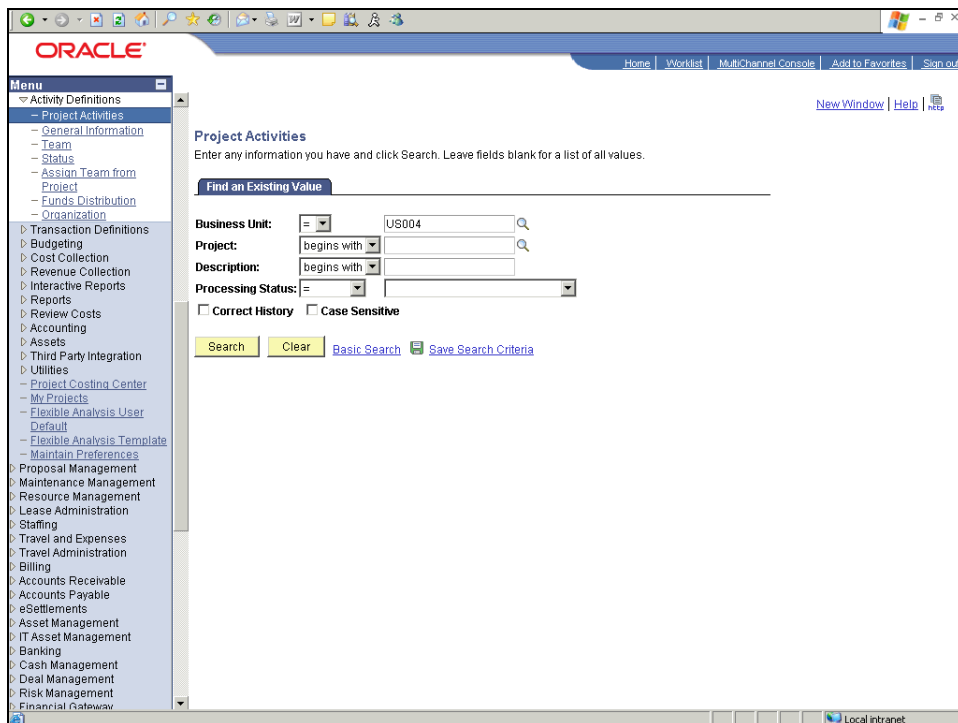 ORACLE'
Home | Worklist | MultiChannel Console | Add to Favorites | Sign out
Menu
Activity Definitions
Project Activities
General Information
Team
Status
Assign Team from
Project
Funds Distribution
Organization
Transaction Definitions
Budgeting
Cost Collection
Revenue Collection
Interactive Reports
Reports
Review Costs
Accounting
Assets
Third Party Integration
Utilities
Project Costing Center
My Projects
Flexible Analysis User
Default
Flexible Analysis Template
Maintain Preferences
Proposal Management
Maintenance Management
Resource Management
Lease Administration
Staffing
Travel and Expenses
Travel Administration
Billing
Accounts Receivable
Accounts Payable
eSettlements
Asset Management
IT Asset Management
Banking
Cash Management
Deal Management
Risk Management
Financial Gateway
New Window | Help | http
Project Activities
Enter any information you have and click Search. Leave fields blank for a list of all values.
Find an Existing Value
Business Unit: = US004
Project: begins with
Description: begins with
Processing Status: =
Correct History Case Sensitive
Search Clear Basic Search Save Search Criteria
Local intranet